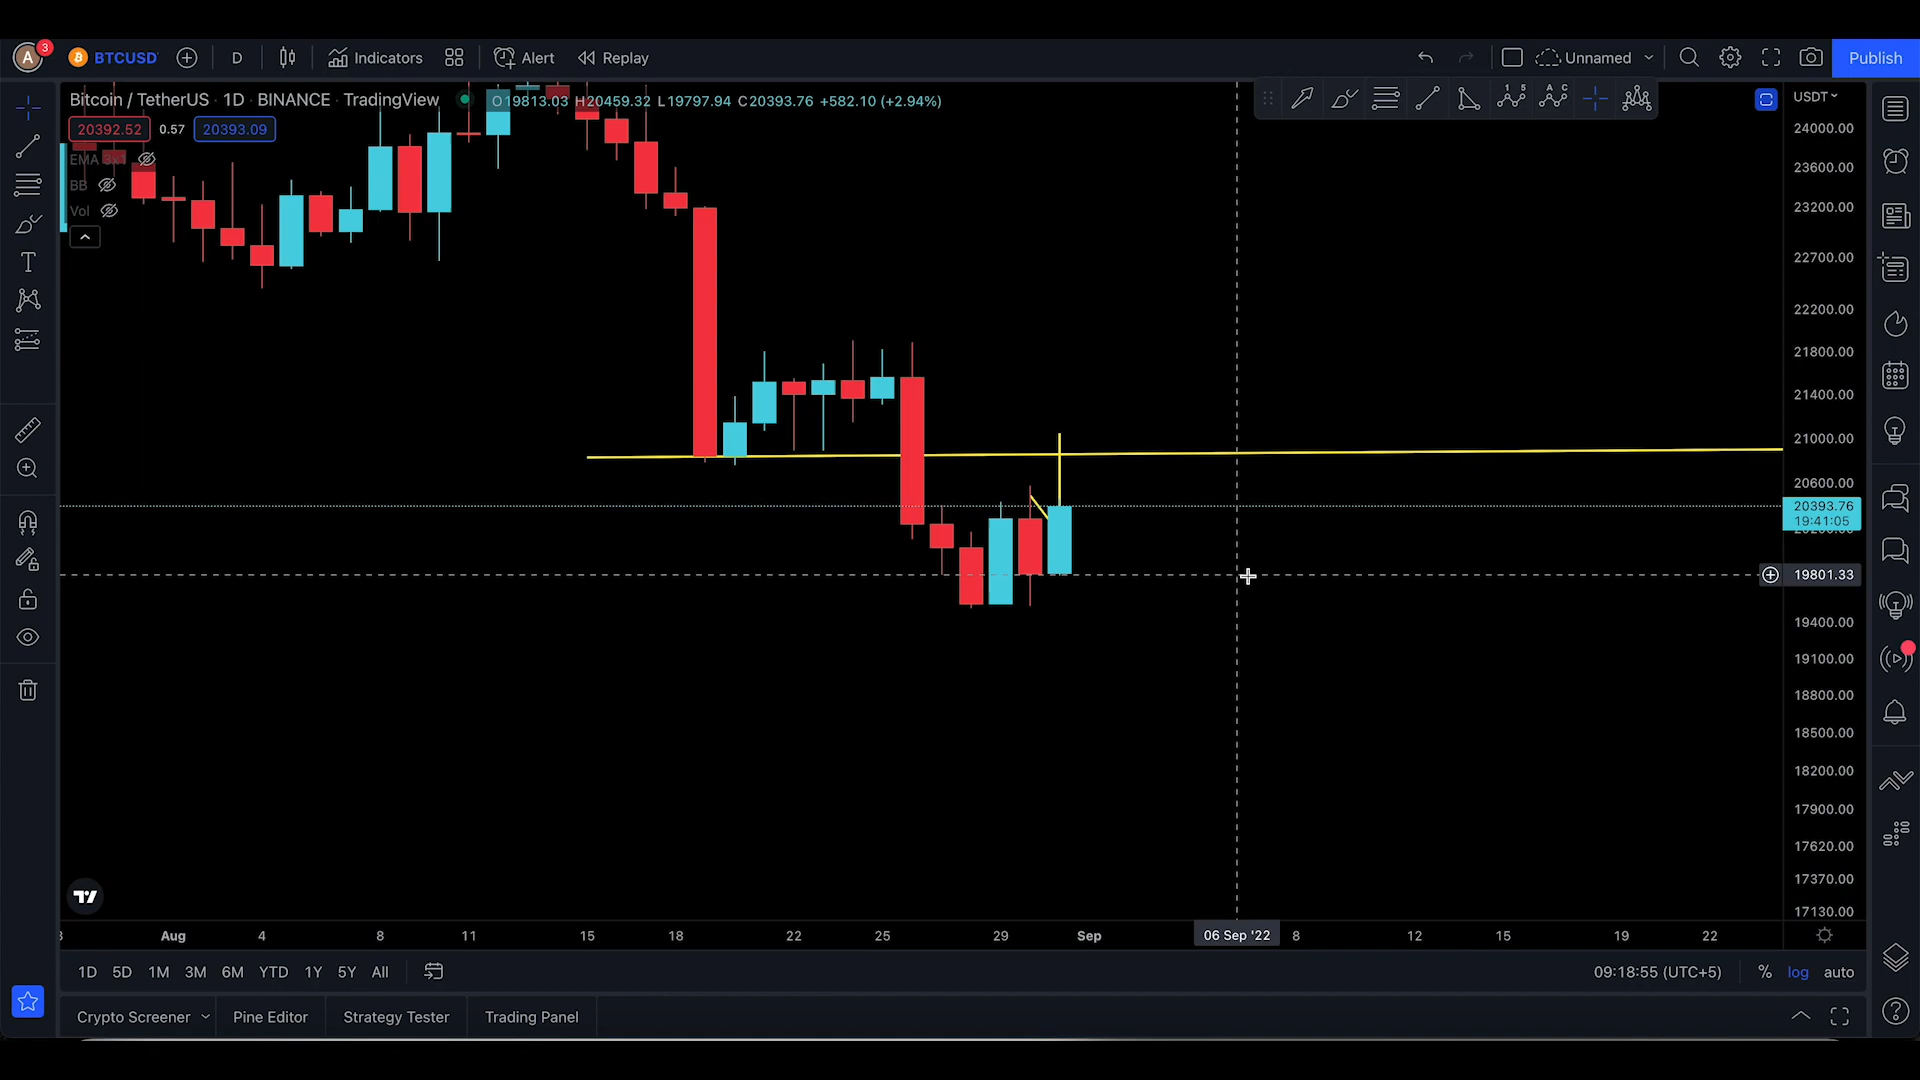 A 3 BTCUSD D Indicators Alert Replay Unnamed Publish
Bitcoin / TetherUS · 1D · BINANCE · TradingView O19813.03 H20459.32 L19797.94 C20393.76 +582.10 (+2.94%)
20392.52 0.57 20393.09
EMA 3x1
BB
Vol
USDT
24000.00
23600.00
23200.00
22700.00
22200.00
21800.00
21400.00
21000.00
20600.00
20393.76
19:41:05
19801.33
19400.00
19100.00
18800.00
18500.00
18200.00
17900.00
17620.00
17370.00
17130.00
Aug 4 8 11 15 18 22 25 29 Sep 06 Sep '22 8 12 15 19 22
1D 5D 1M 3M 6M YTD 1Y 5Y All 09:18:55 (UTC+5) % log auto
Crypto Screener Pine Editor Strategy Tester Trading Panel